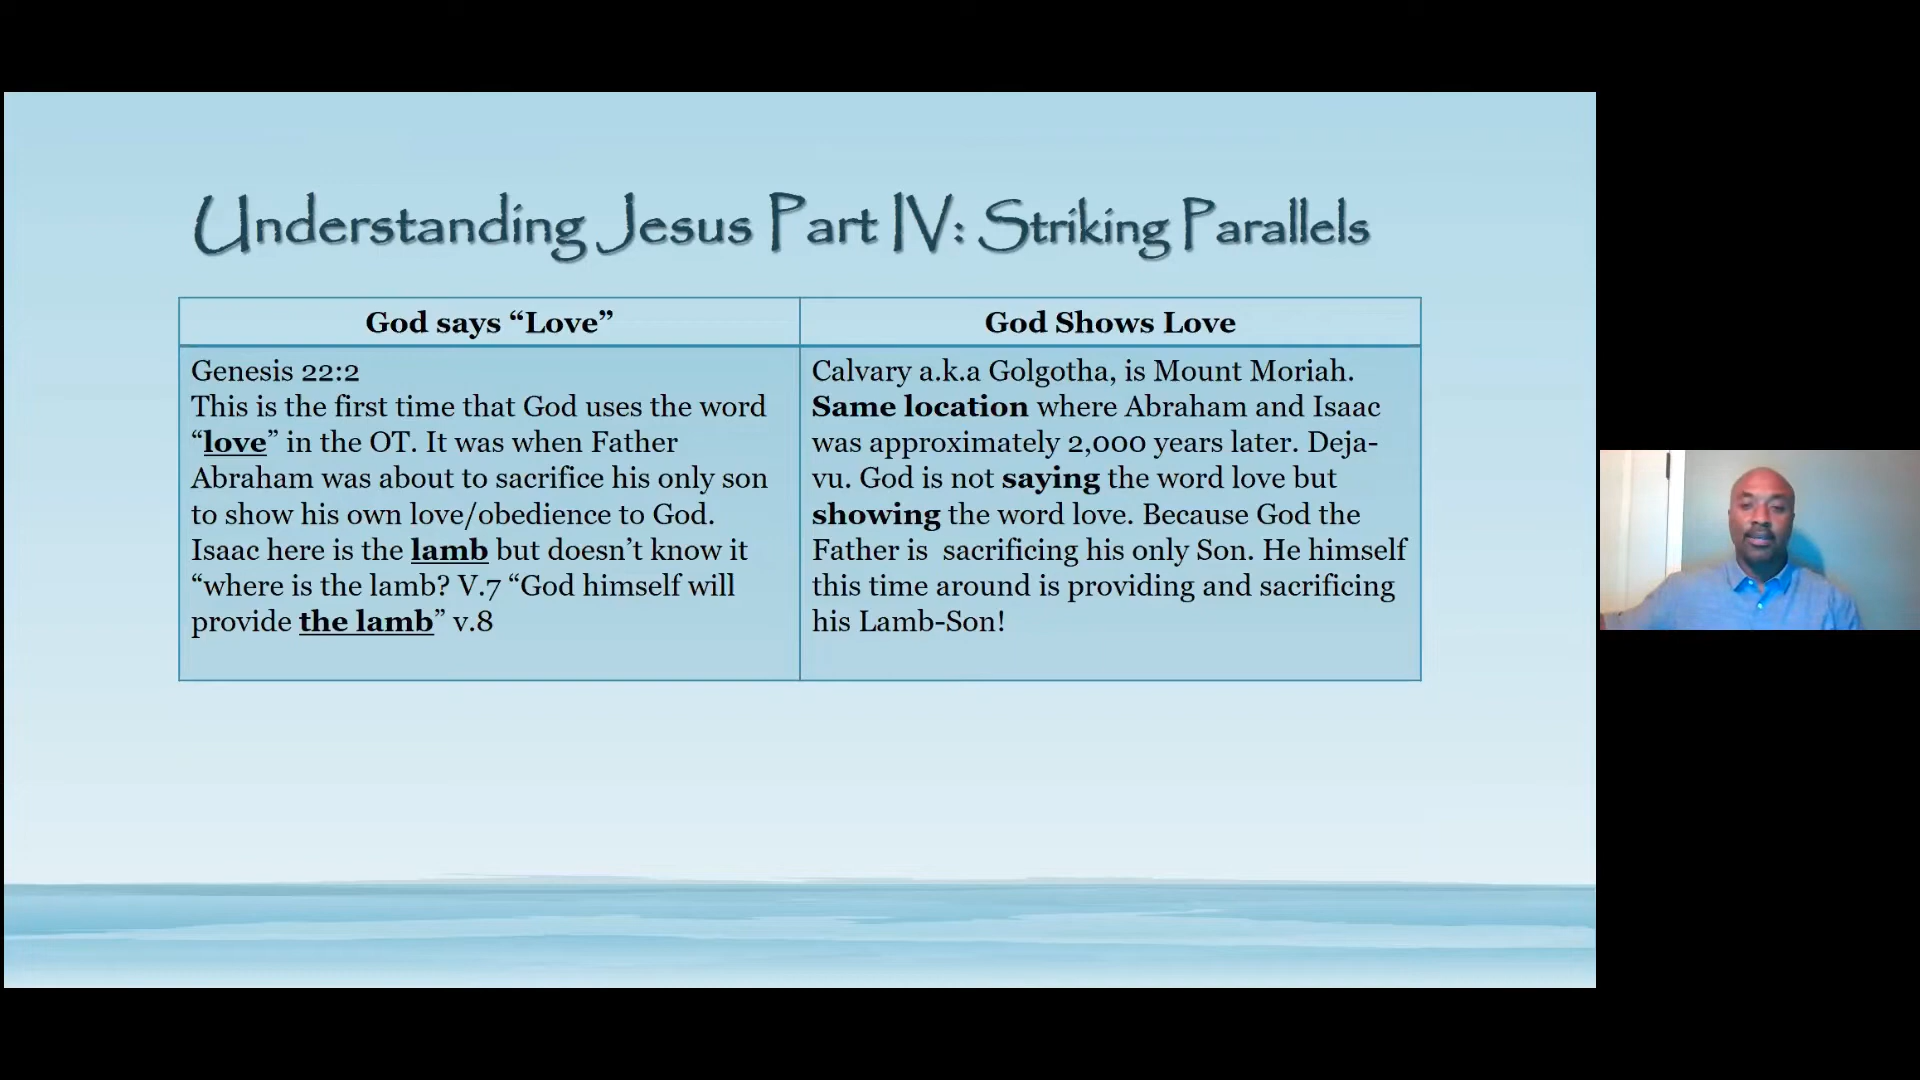 Understanding Jesus Part IV: Striking Parallels
God says “Love”
Genesis 22:2
This is the first time that God uses the word
“love” in the OT. It was when Father
Abraham was about to sacrifice his only son
to show his own love/obedience to God.
Isaac here is the lamb but doesn’t know it
“where is the lamb? V.7 “God himself will
provide the lamb” v.8
God Shows Love
Calvary a.k.a Golgotha, is Mount Moriah.
Same location where Abraham and Isaac
was approximately 2,000 years later. Deja-
vu. God is not saying the word love but
showing the word love. Because God the
Father is  sacrificing his only Son. He himself
this time around is providing and sacrificing
his Lamb-Son!